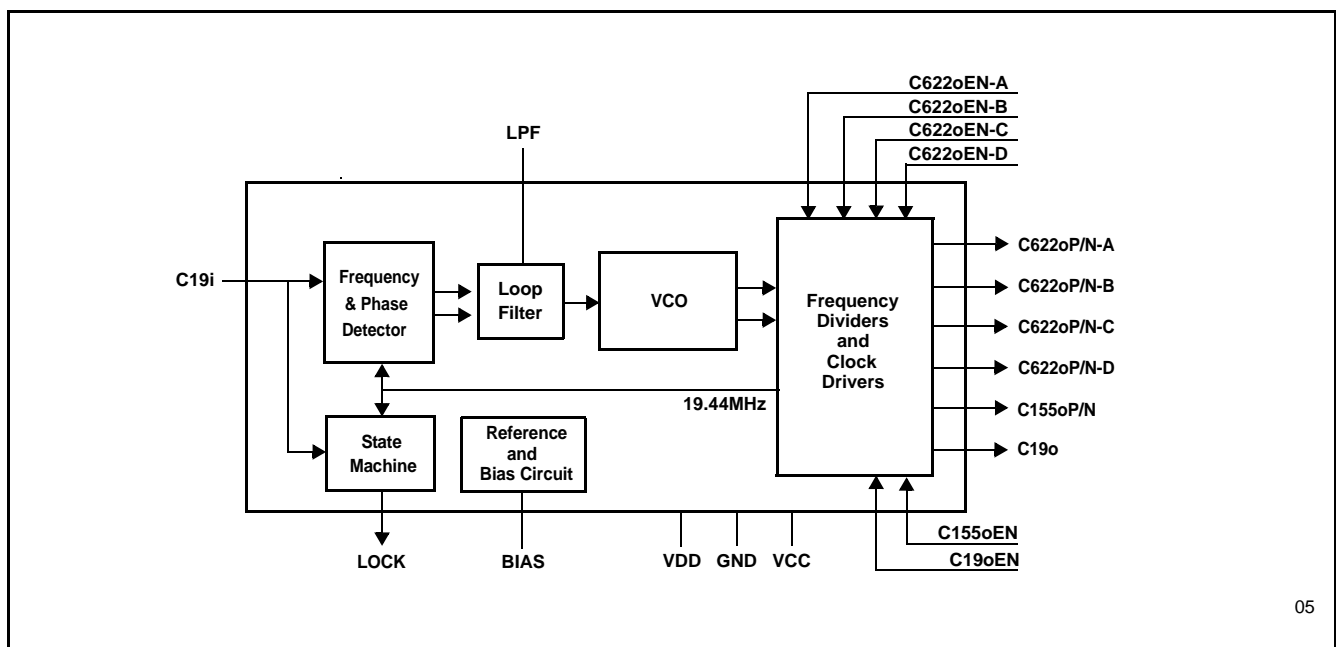 C622oEN-A
C622oEN-B
C622oEN-C
C622oEN-D
LPF
C19i
Frequency
& Phase
Detector
Loop
Filter
VCO
Frequency
Dividers
and
Clock
Drivers
C622oP/N-A
C622oP/N-B
C622oP/N-C
C622oP/N-D
C155oP/N
C19o
19.44MHz
State
Machine
Reference
and
Bias Circuit
LOCK
BIAS
VDD
GND
VCC
C155oEN
C19oEN
05